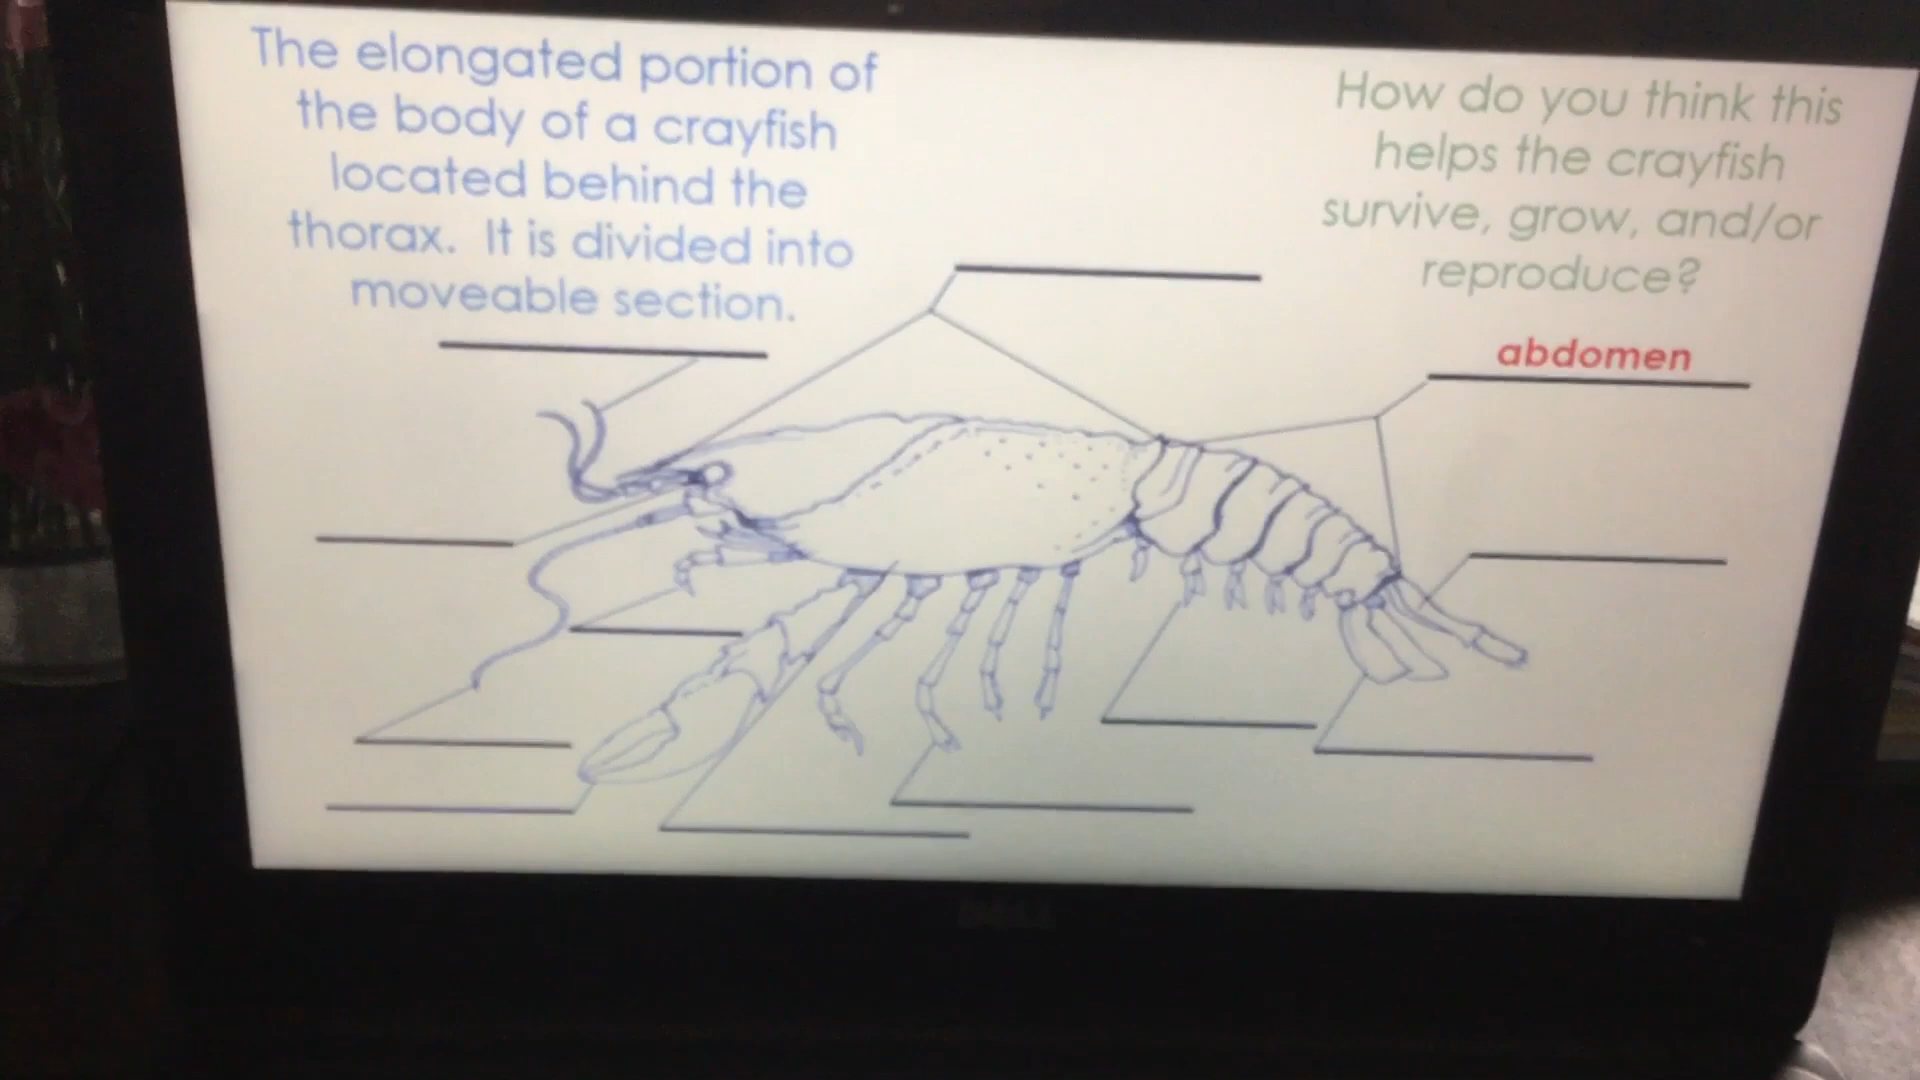 The elongated portion of
the body of a crayfish
located behind the
thorax. It is divided into
moveable section.
How do you think this
helps the crayfish
survive, grow, and/or
reproduce?
abdomen